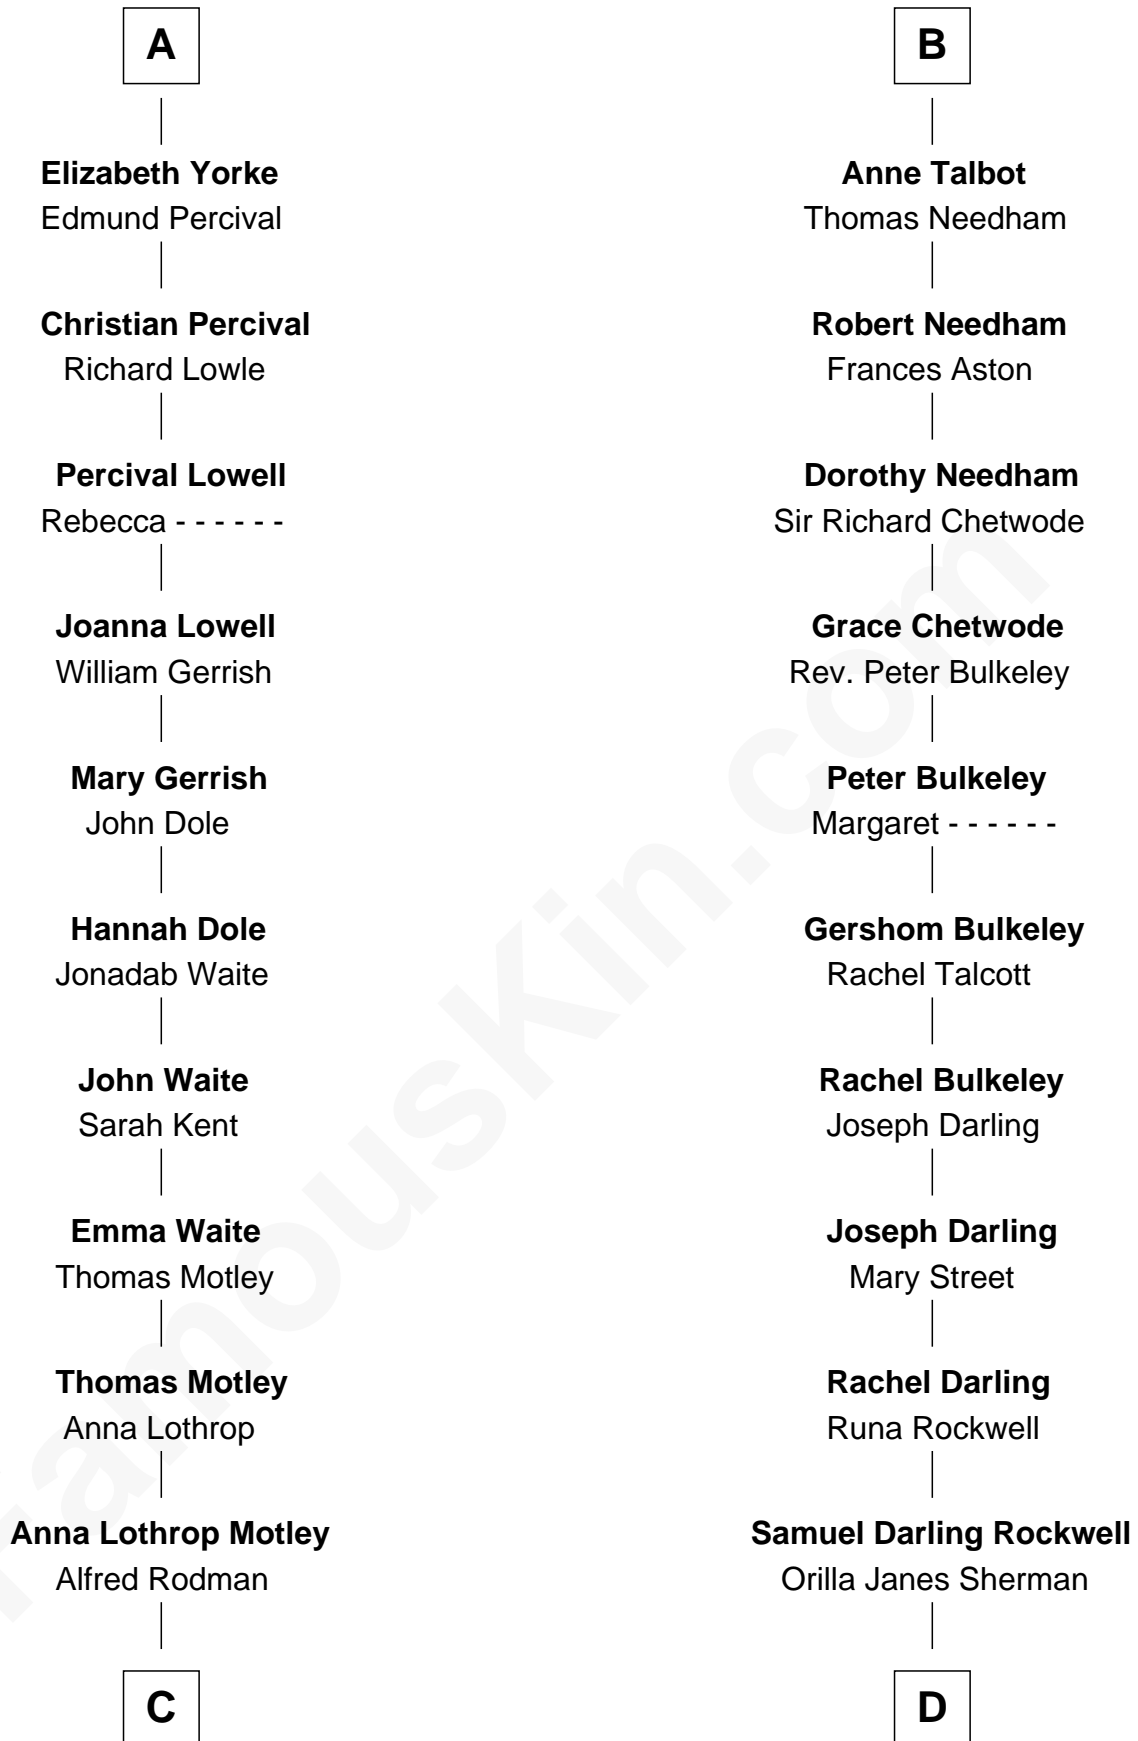 A
Elizabeth Yorke
Edmund Percival
Christian Percival
Richard Lowle
Percival Lowell
Rebecca - - - - - -
Joanna Lowell
William Gerrish
Mary Gerrish
John Dole
Hannah Dole
Jonadab Waite
John Waite
Sarah Kent
Emma Waite
Thomas Motley
Thomas Motley
Anna Lothrop
Anna Lothrop Motley
Alfred Rodman
C
B
Anne Talbot
Thomas Needham
Robert Needham
Frances Aston
Dorothy Needham
Sir Richard Chetwode
Grace Chetwode
Rev. Peter Bulkeley
Peter Bulkeley
Margaret - - - - - -
Gershom Bulkeley
Rachel Talcott
Rachel Bulkeley
Joseph Darling
Joseph Darling
Mary Street
Rachel Darling
Runa Rockwell
Samuel Darling Rockwell
Orilla Janes Sherman
D
FamousKin.com